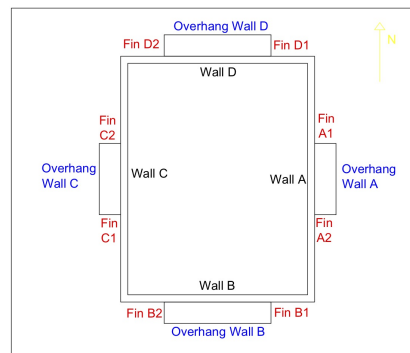 Overhang Wall D
Fin D2
Fin D1
N
Wall D
Fin
C2
Fin
A1
Overhang
Wall C
Wall C
Wall A
Overhang
Wall A
Fin
C1
Fin
A2
Wall B
Fin B2
Fin B1
Overhang Wall B